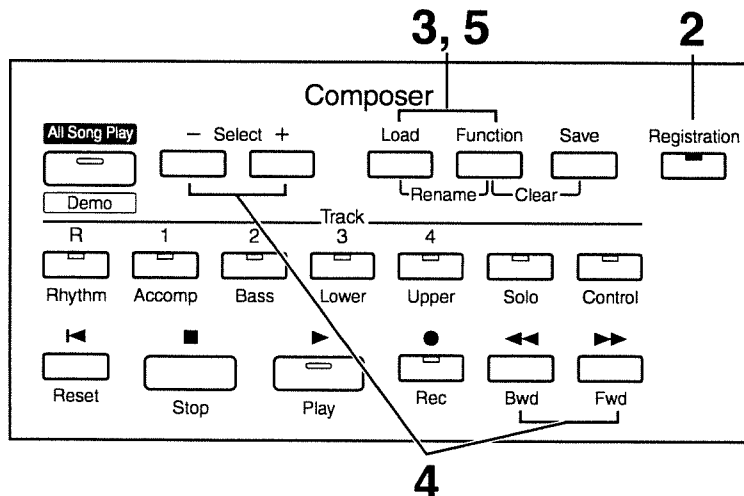 3, 5 2
Composer
All Song Play - Select + Load Function Save Registration
Demo Rename Clear
Track
R 1 2 3 4
Rhythm Accomp Bass Lower Upper Solo Control
Reset Stop Play Rec Bwd Fwd
4